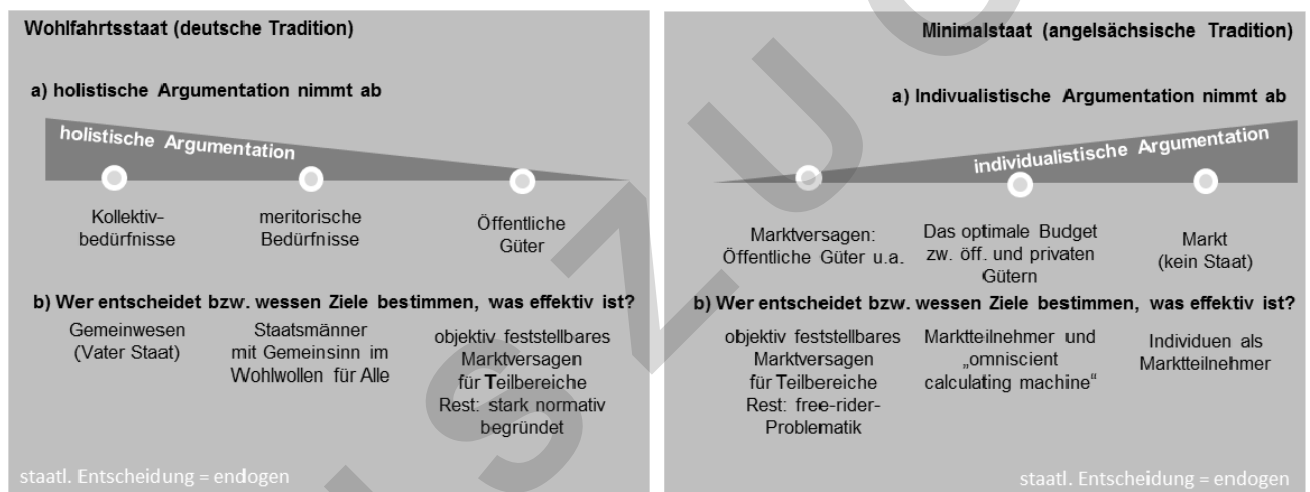 Wohlfahrtsstaat (deutsche Tradition)
a) holistische Argumentation nimmt ab
holistische Argumentation
Kollektiv-
bedürfnisse
meritorische
Bedürfnisse
Öffentliche
Güter
b) Wer entscheidet bzw. wessen Ziele bestimmen, was effektiv ist?
Gemeinwesen
(Vater Staat)
Staatsmänner
mit Gemeinsinn im
Wohlwollen für Alle
objektiv feststellbares
Marktversagen
für Teilbereiche
Rest: stark normativ
begründet
staatl. Entscheidung = endogen
Minimalstaat (angelsächsische Tradition)
a) Indivualistische Argumentation nimmt ab
individualistische Argumentation
Marktversagen:
Öffentliche Güter u.a.
Das optimale Budget
zw. öff. und privaten
Gütern
Markt
(kein Staat)
b) Wer entscheidet bzw. wessen Ziele bestimmen, was effektiv ist?
objektiv feststellbares
Marktversagen
für Teilbereiche
Rest: free-rider-
Problematik
Marktteilnehmer und
„omniscient
calculating machine“
Individuen als
Marktteilnehmer
staatl. Entscheidung = endogen